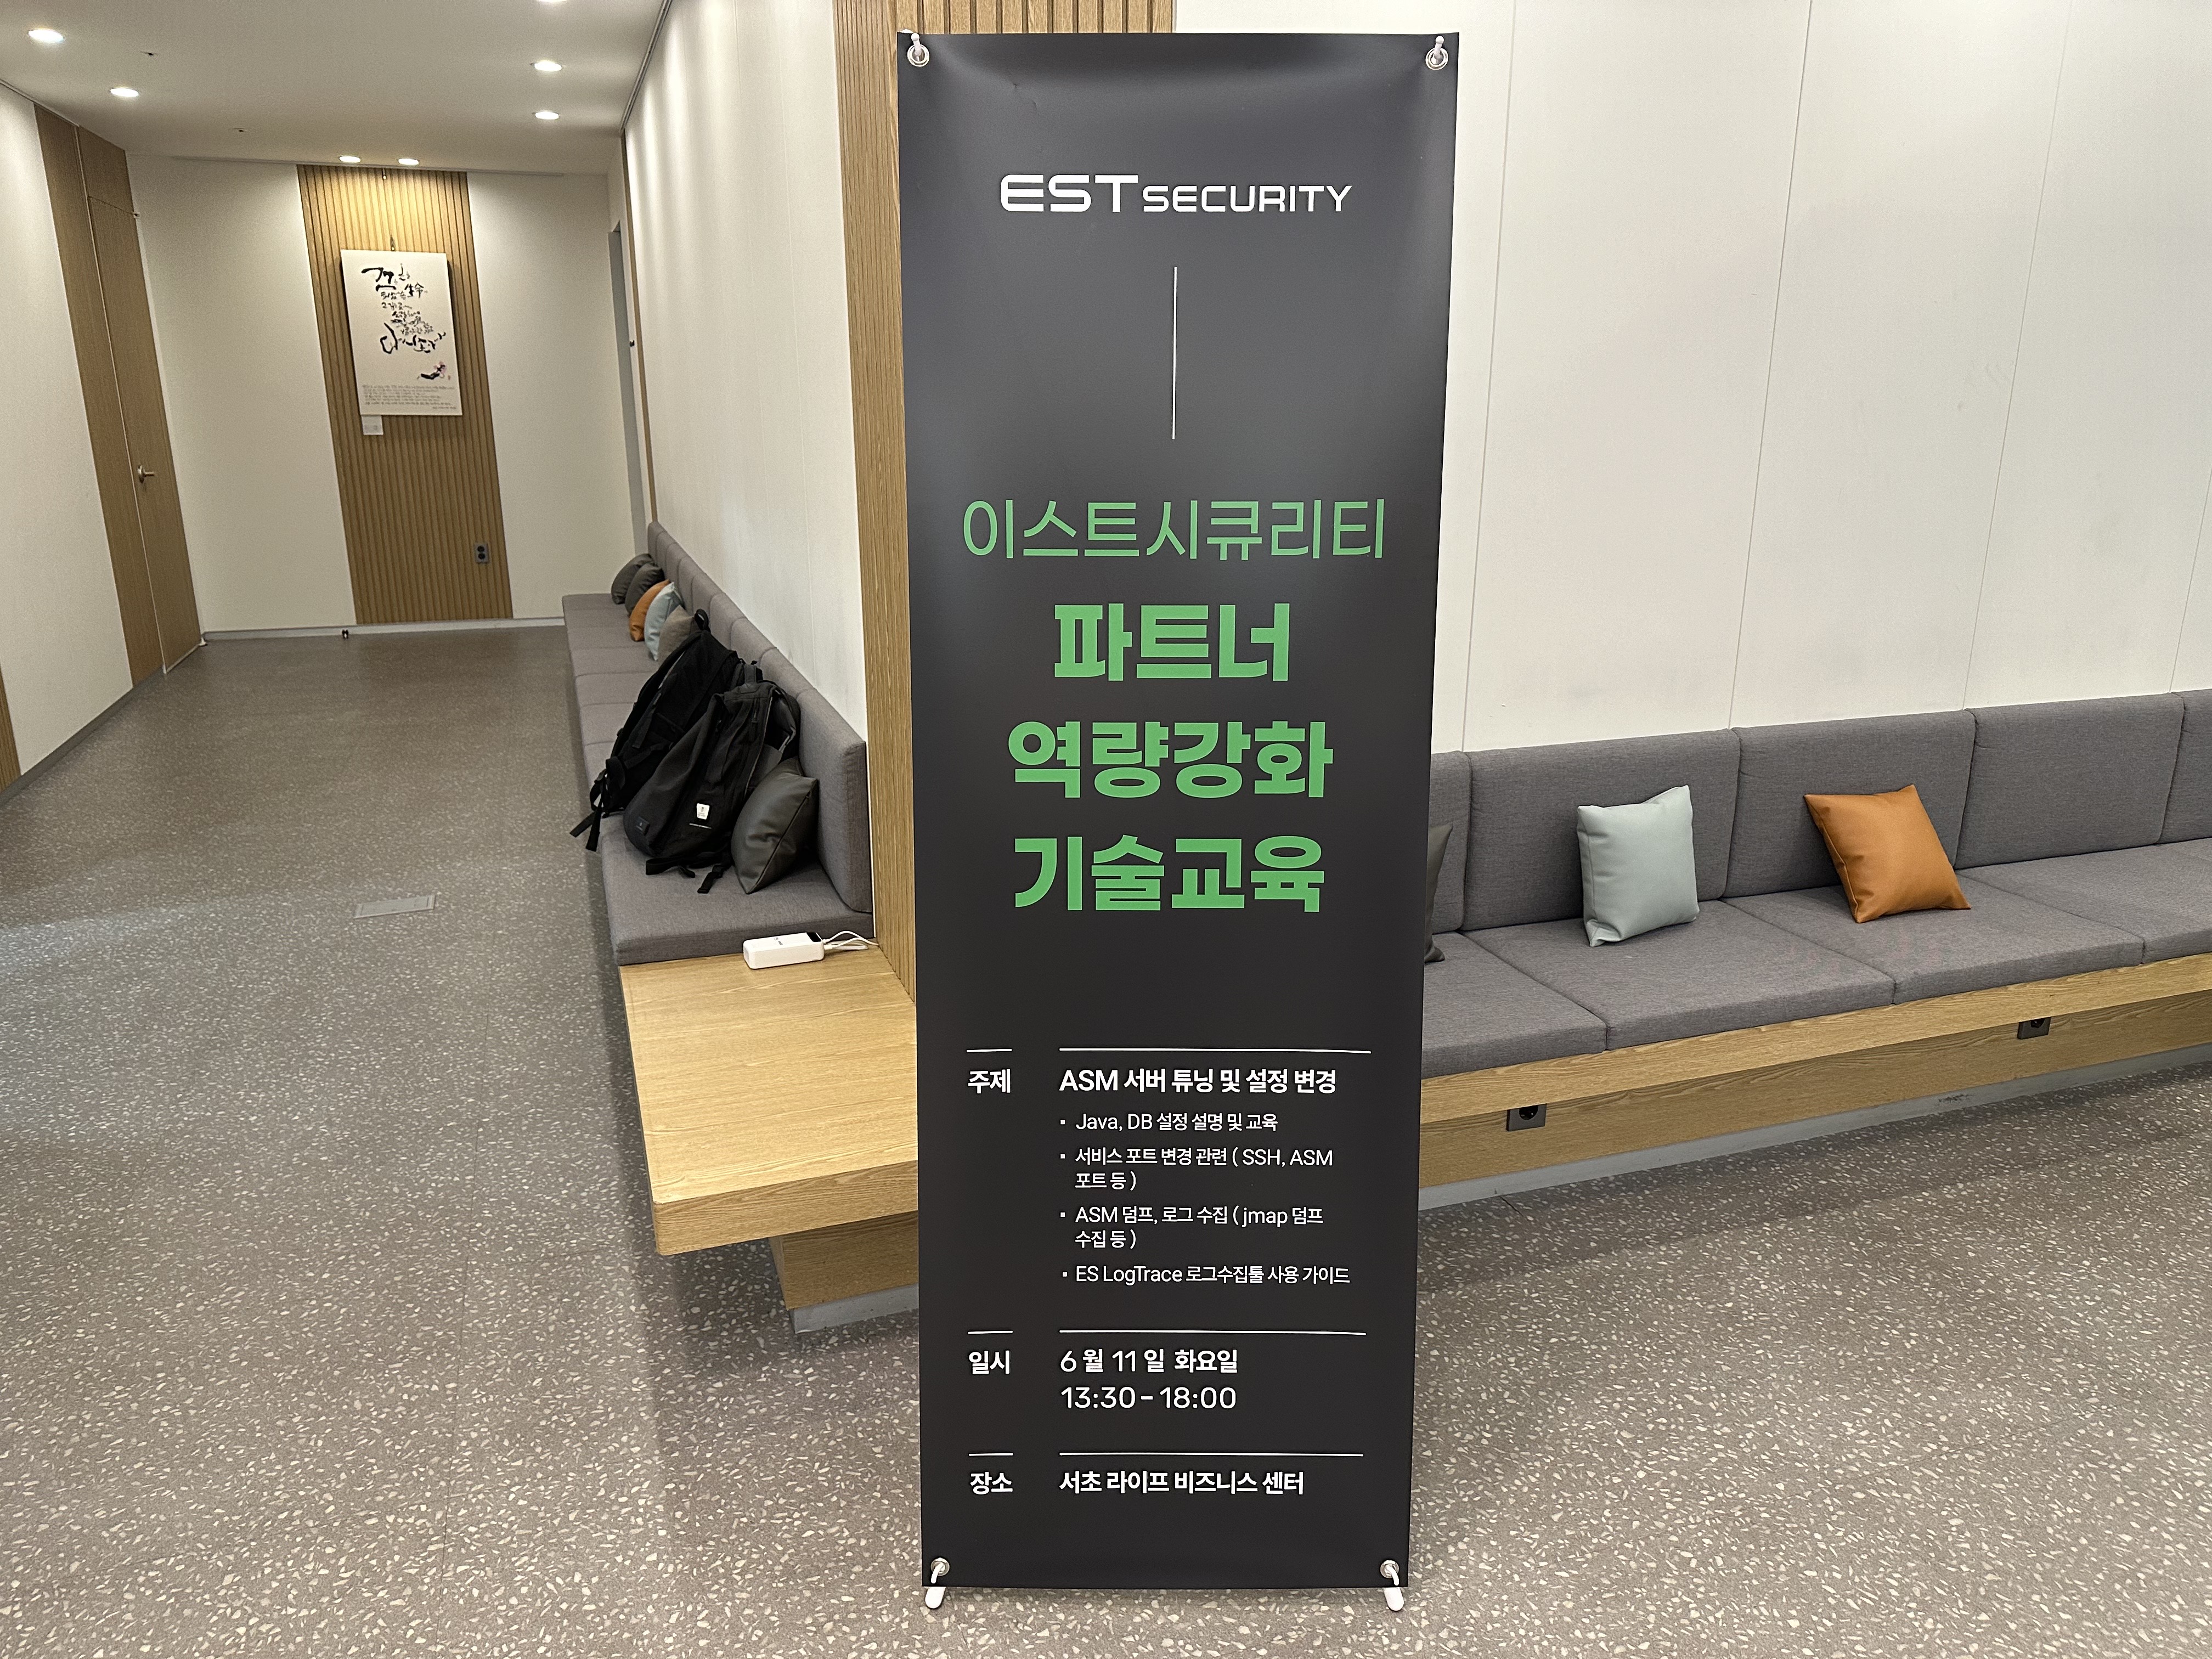 EST SECURITY
이스트시큐리티
파트너
역량강화
기술교육
주제
ASM 서버 튜닝 및 설정 변경
▪ Java, DB 설정 설명 및 교육
▪ 서비스 포트 변경 관련 ( SSH, ASM
포트 등 )
▪ ASM 덤프, 로그 수집 ( jmap 덤프
수집 등 )
▪ ES LogTrace 로그수집툴 사용 가이드
일시
6 월 11 일 화요일
13:30 - 18:00
장소
서초 라이프 비즈니스 센터